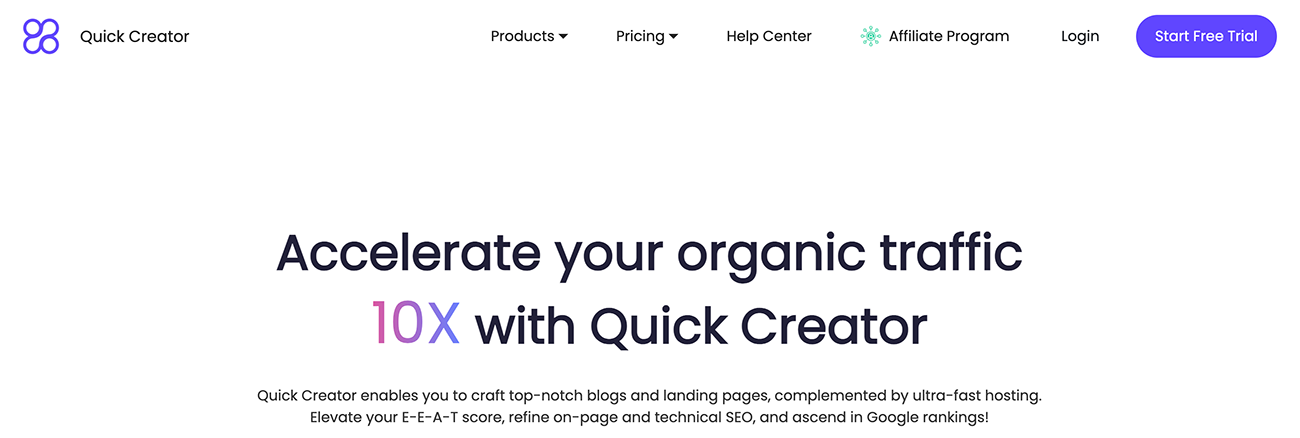 Quick Creator
Products
Pricing
Help Center
Affiliate Program
Login
Start Free Trial
Accelerate your organic traffic
10X with Quick Creator
Quick Creator enables you to craft top-notch blogs and landing pages, complemented by ultra-fast hosting.
Elevate your E-E-A-T score, refine on-page and technical SEO, and ascend in Google rankings!